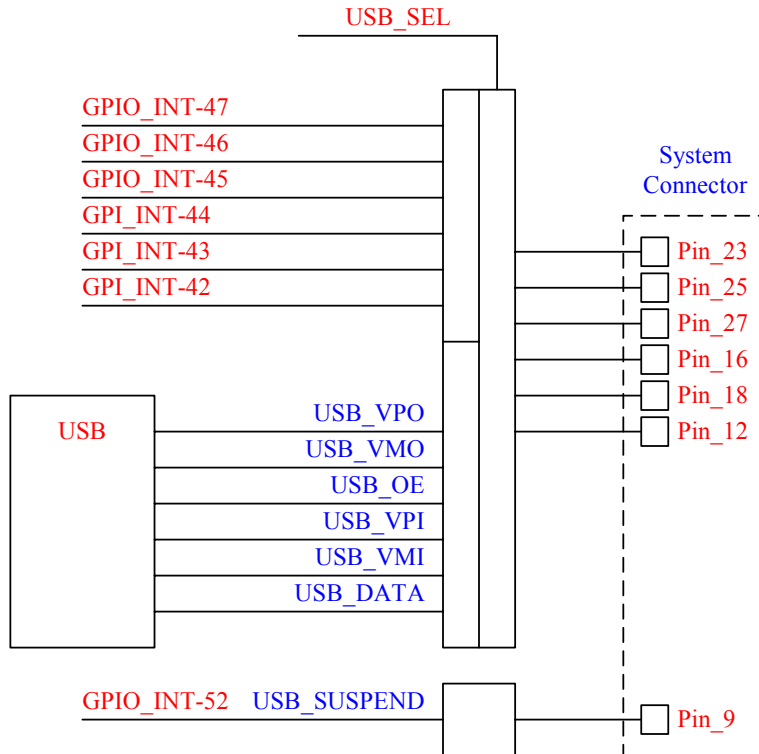 USB_SEL
GPIO_INT-47
GPIO_INT-46
GPIO_INT-45
GPI_INT-44
GPI_INT-43
GPI_INT-42
System
Connector
Pin_23
Pin_25
Pin_27
Pin_16
Pin_18
Pin_12
USB
USB_VPO
USB_VMO
USB_OE
USB_VPI
USB_VMI
USB_DATA
GPIO_INT-52 USB_SUSPEND
Pin_9